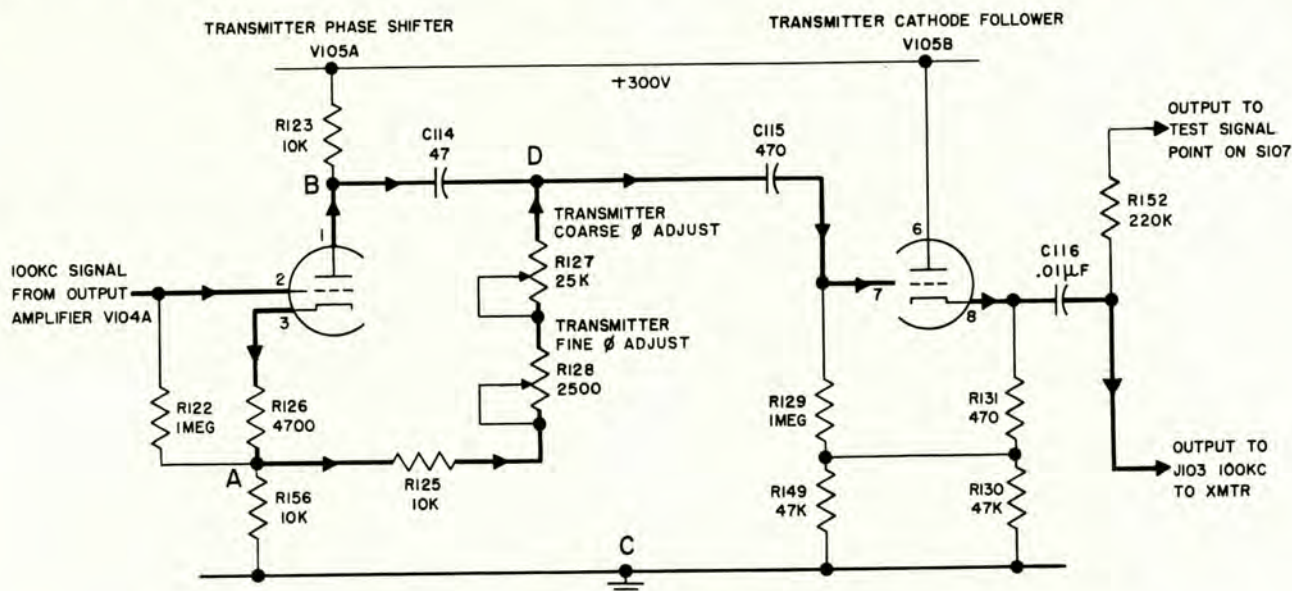 TRANSMITTER PHASE SHIFTER
V105A
TRANSMITTER CATHODE FOLLOWER
V105B
+300V
R123
10K
C114
47
B
D
C115
470
OUTPUT TO
TEST SIGNAL
POINT ON S107
R152
220K
1
TRANSMITTER
COARSE Ø ADJUST
R127
25K
6
C116
.01µF
100KC SIGNAL
FROM OUTPUT
AMPLIFIER V104A
2
3
7
8
TRANSMITTER
FINE Ø ADJUST
R128
2500
R122
1MEG
R126
4700
R129
1MEG
R131
470
A
R125
10K
R156
10K
R149
47K
R130
47K
OUTPUT TO
J103 100KC
TO XMTR
C